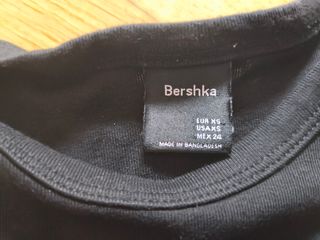 Bershka
EUR XS
USA XS
MEX 24
MADE IN BANGLADESH